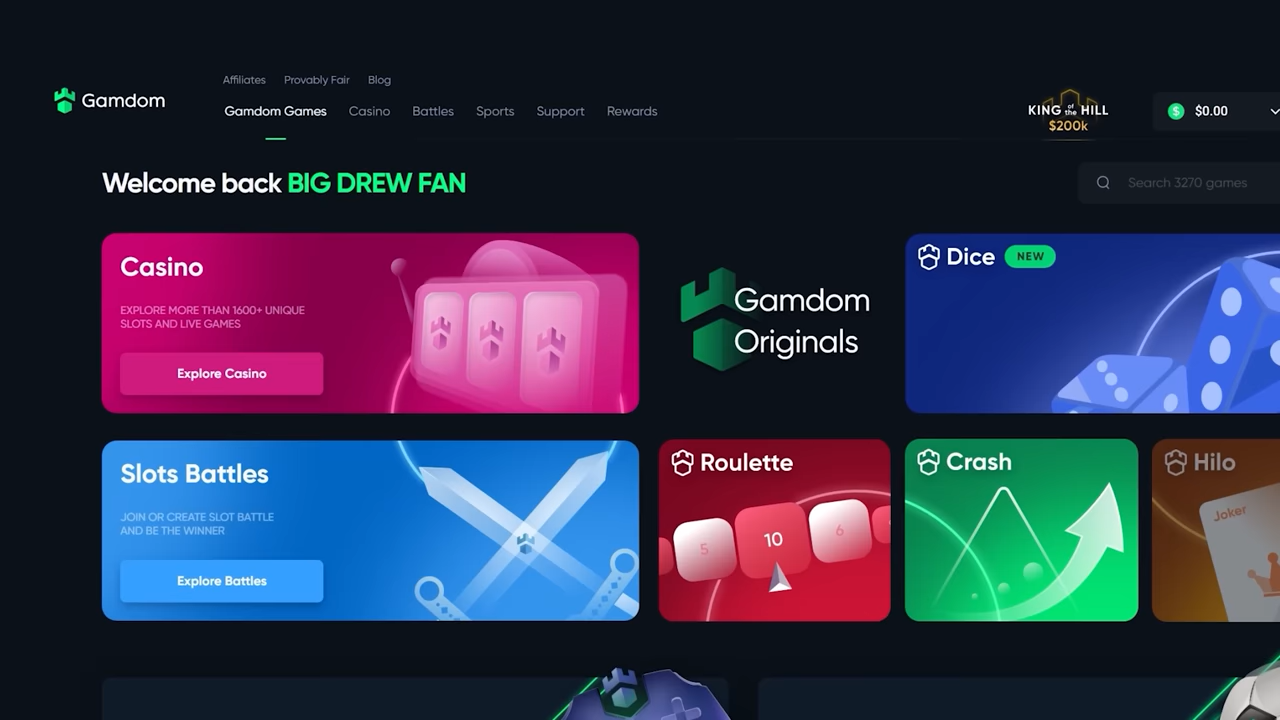 Affiliates Provably Fair Blog
Gamdom
Gamdom Games Casino Battles Sports Support Rewards
KING of the HILL
$200k
$ $0.00
Welcome back BIG DREW FAN
Search 3270 games
Casino
EXPLORE MORE THAN 1600+ UNIQUE
SLOTS AND LIVE GAMES
Explore Casino
Gamdom
Originals
Dice NEW
Slots Battles
JOIN OR CREATE SLOT BATTLE
AND BE THE WINNER
Explore Battles
Roulette
5 10 6
Crash
Hilo
Joker